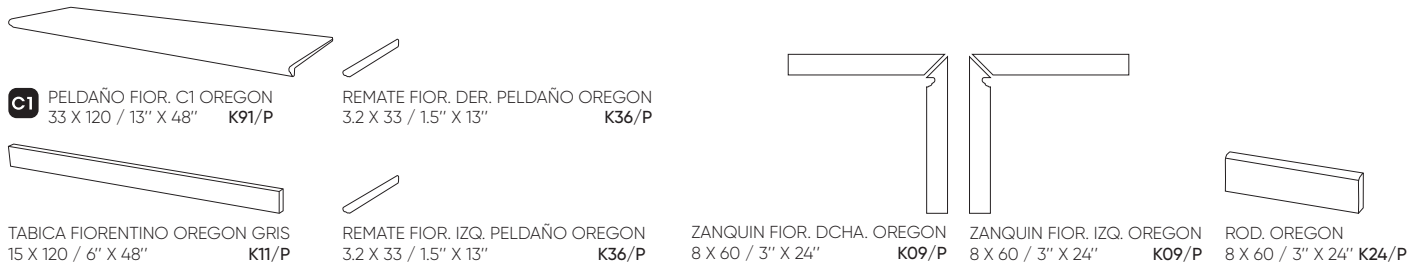 C1 PELDAÑO FIOR. C1 OREGON
33 X 120 / 13’’ X 48’’ K91/P
REMATE FIOR. DER. PELDAÑO OREGON
3.2 X 33 / 1.5’’ X 13’’ K36/P
TABICA FIORENTINO OREGON GRIS
15 X 120 / 6’’ X 48’’ K11/P
REMATE FIOR. IZQ. PELDAÑO OREGON
3.2 X 33 / 1.5’’ X 13’’ K36/P
ZANQUIN FIOR. DCHA. OREGON
8 X 60 / 3’’ X 24’’ K09/P
ZANQUIN FIOR. IZQ. OREGON
8 X 60 / 3’’ X 24’’ K09/P
ROD. OREGON
8 X 60 / 3’’ X 24’’ K24/P